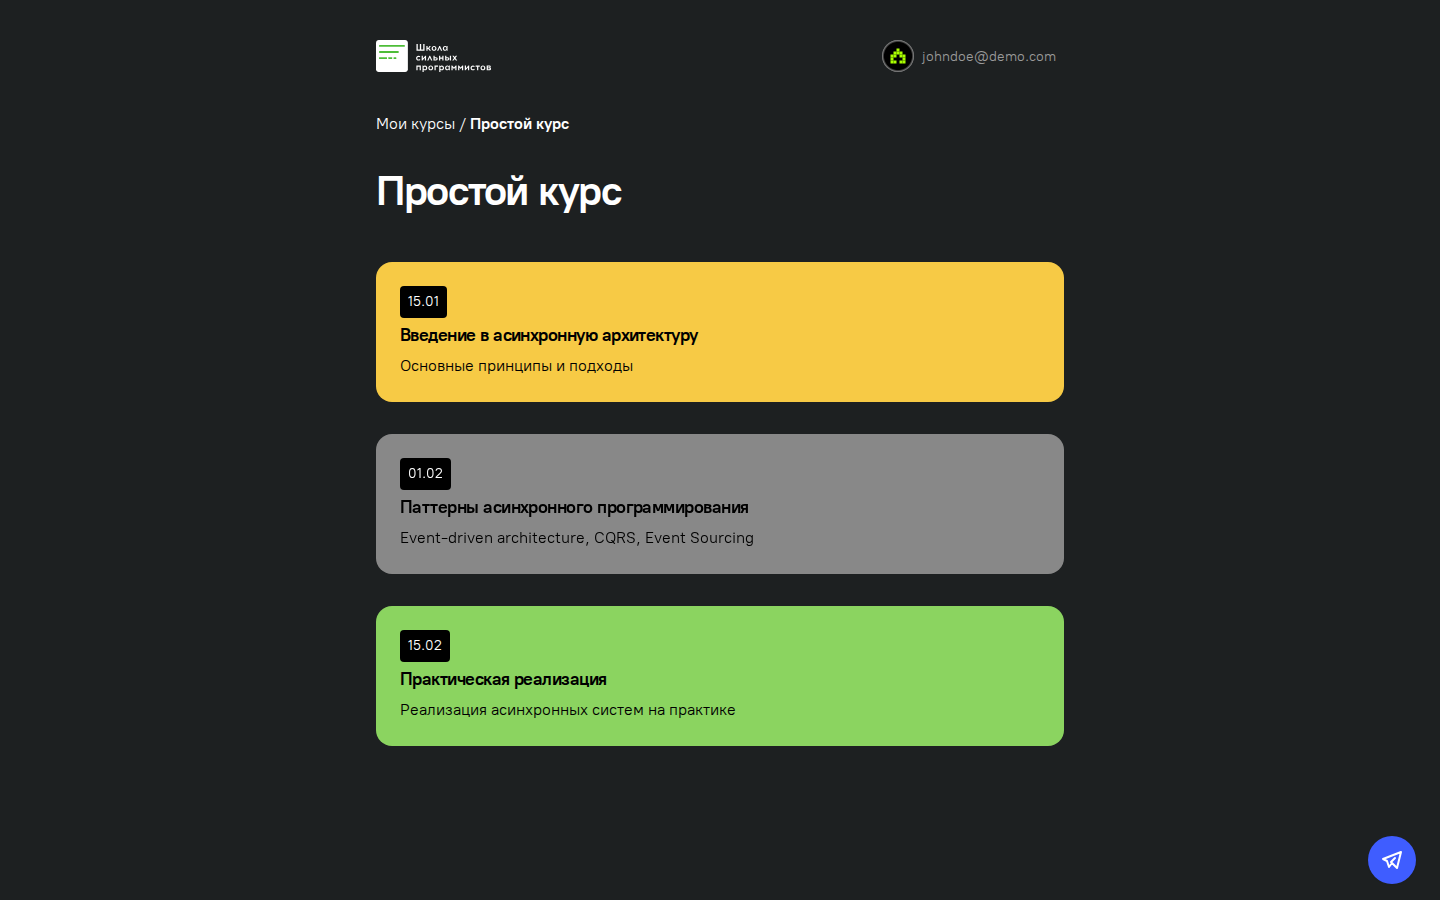 Школа
сильных
программистов
johndoe@demo.com
Мои курсы / Простой курс
Простой курс
15.01
Введение в асинхронную архитектуру
Основные принципы и подходы
01.02
Паттерны асинхронного программирования
Event-driven architecture, CQRS, Event Sourcing
15.02
Практическая реализация
Реализация асинхронных систем на практике